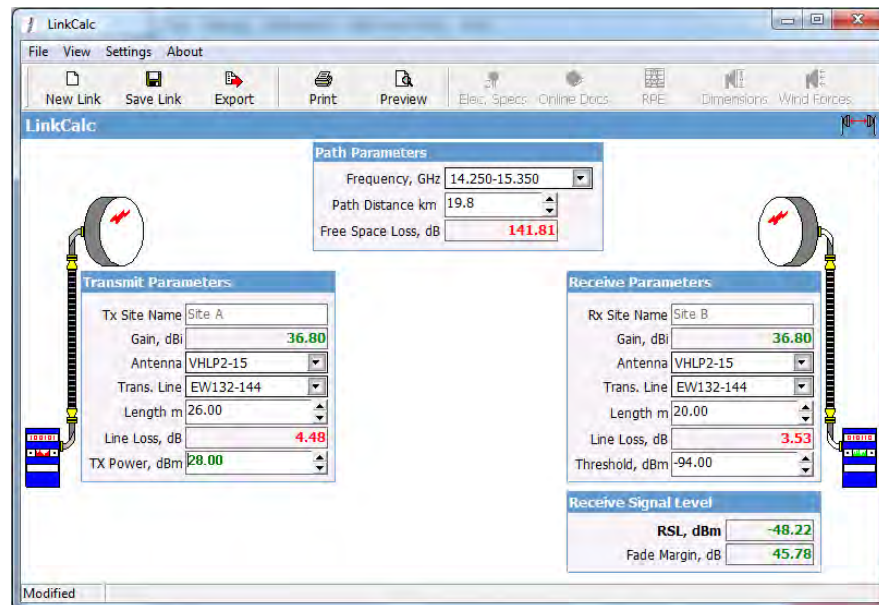 LinkCalc
File View Settings About
New Link Save Link Export Print Preview Elec. Specs Online Docs RPE Dimensions Wind Forces
LinkCalc
Path Parameters
Frequency, GHz 14.250-15.350
Path Distance km 19.8
Free Space Loss, dB 141.81
Transmit Parameters
Tx Site Name Site A
Gain, dBi 36.80
Antenna VHLP2-15
Trans. Line EW132-144
Length m 26.00
Line Loss, dB 4.48
TX Power, dBm 28.00
Receive Parameters
Rx Site Name Site B
Gain, dBi 36.80
Antenna VHLP2-15
Trans. Line EW132-144
Length m 20.00
Line Loss, dB 3.53
Threshold, dBm -94.00
100101
010110
Receive Signal Level
RSL, dBm -48.22
Fade Margin, dB 45.78
Modified